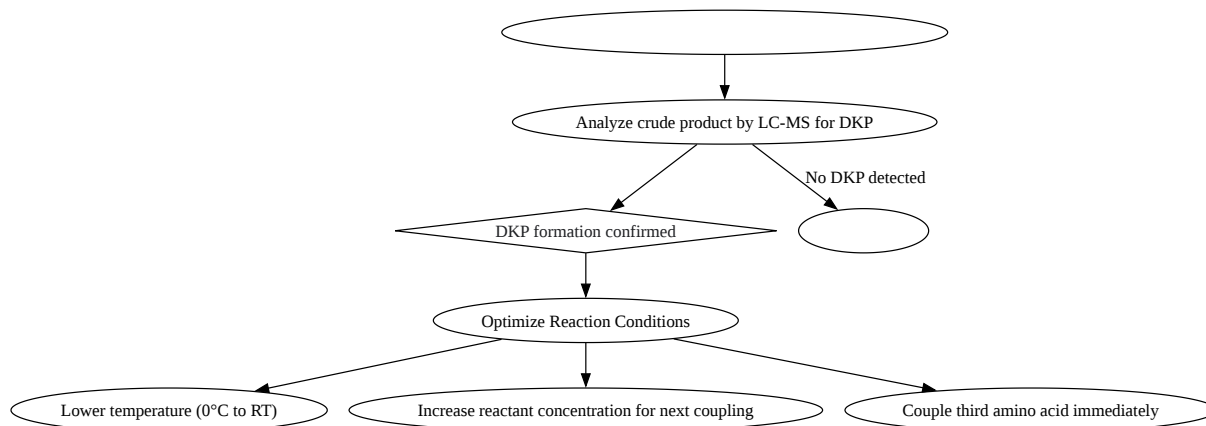 Analyze crude product by LC-MS for DKP
No DKP detected
DKP formation confirmed
Optimize Reaction Conditions
Lower temperature (0°C to RT)
Increase reactant concentration for next coupling
Couple third amino acid immediately